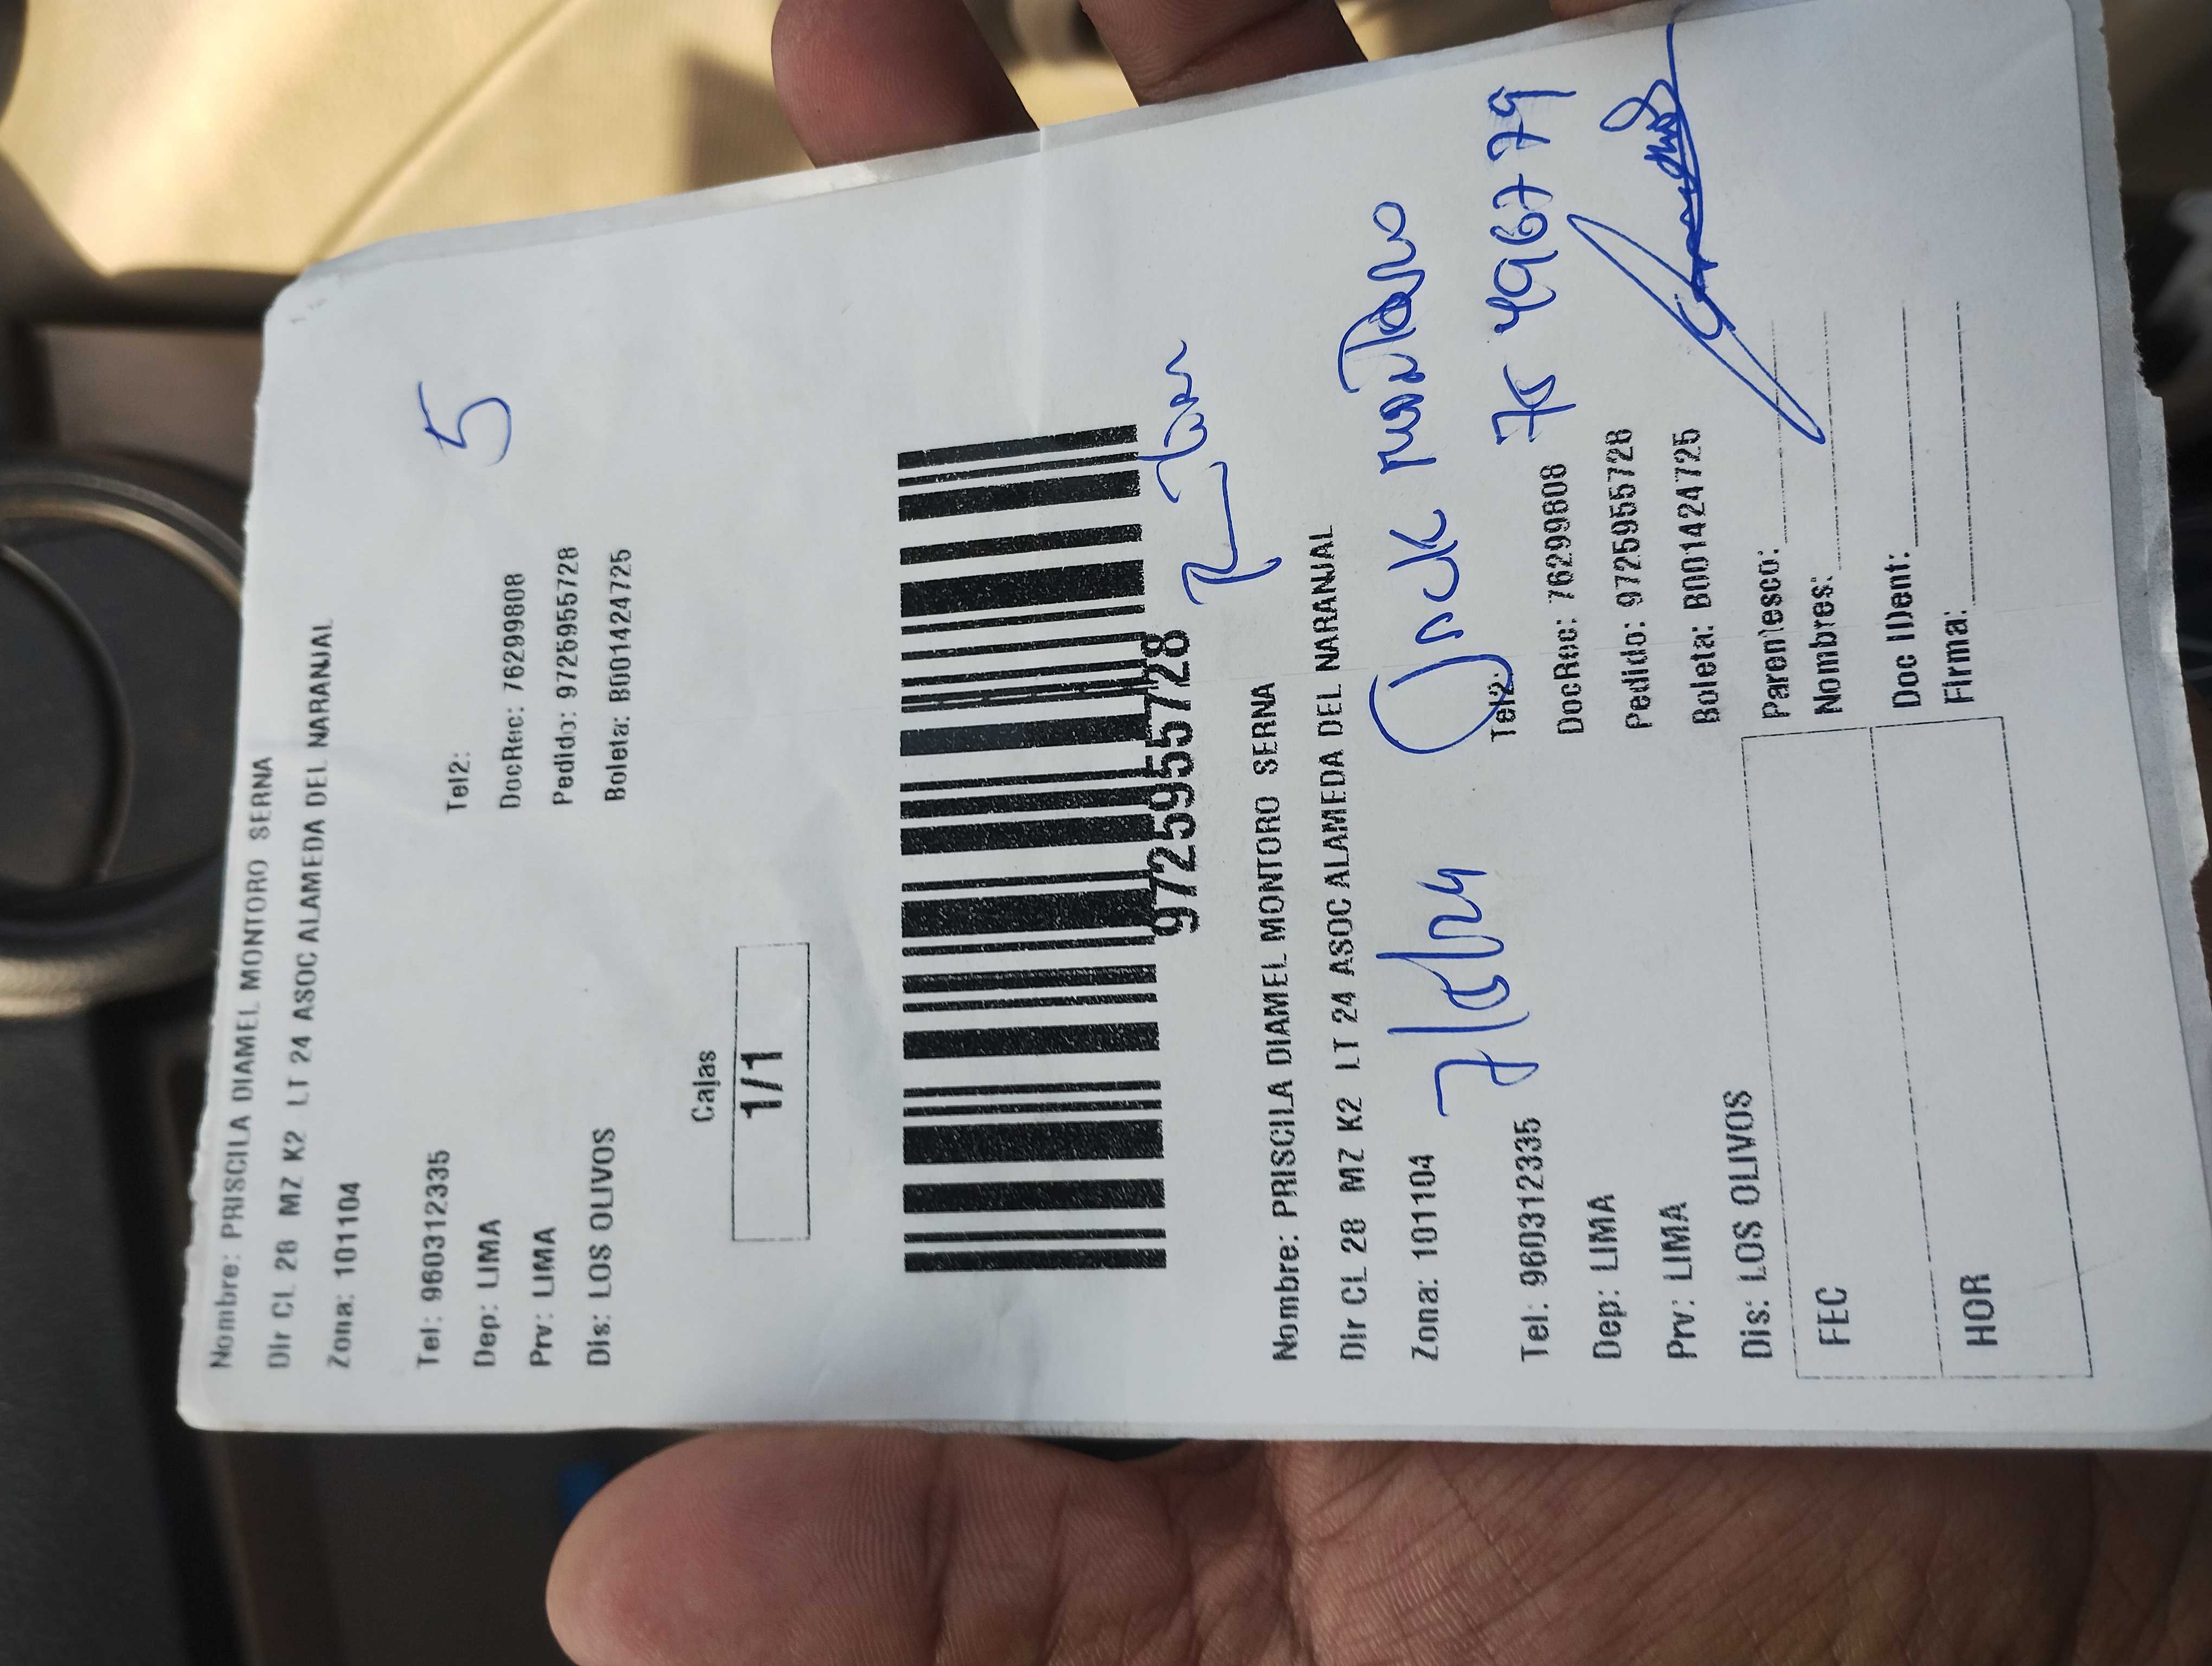 Nombre: PRISCILA DIAMEL MONTORO SERNA
Dir CL 28 MZ K2 LT 24 ASOC ALAMEDA DEL NARANJAL
Zona: 101104
5
Tel: 960312335 Tel2:
Dep: LIMA DocRec: 76299808
Prv: LIMA Pedido: 9725955728
Dis: LOS OLIVOS Boleta: B001424725
Cajas
1/1
9725955728
Nombre: PRISCILA DIAMEL MONTORO SERNA
Dir CL 28 MZ K2 LT 24 ASOC ALAMEDA DEL NARANJAL
Zona: 101104
Tel: 960312335 Tel2:
75496779
Dep: LIMA DocRec: 76299808
Prv: LIMA Pedido: 9725955728
Dis: LOS OLIVOS Boleta: B001424725
FEC
Parentesco:
Nombres:
HOR
Doc IDent:
Firma: